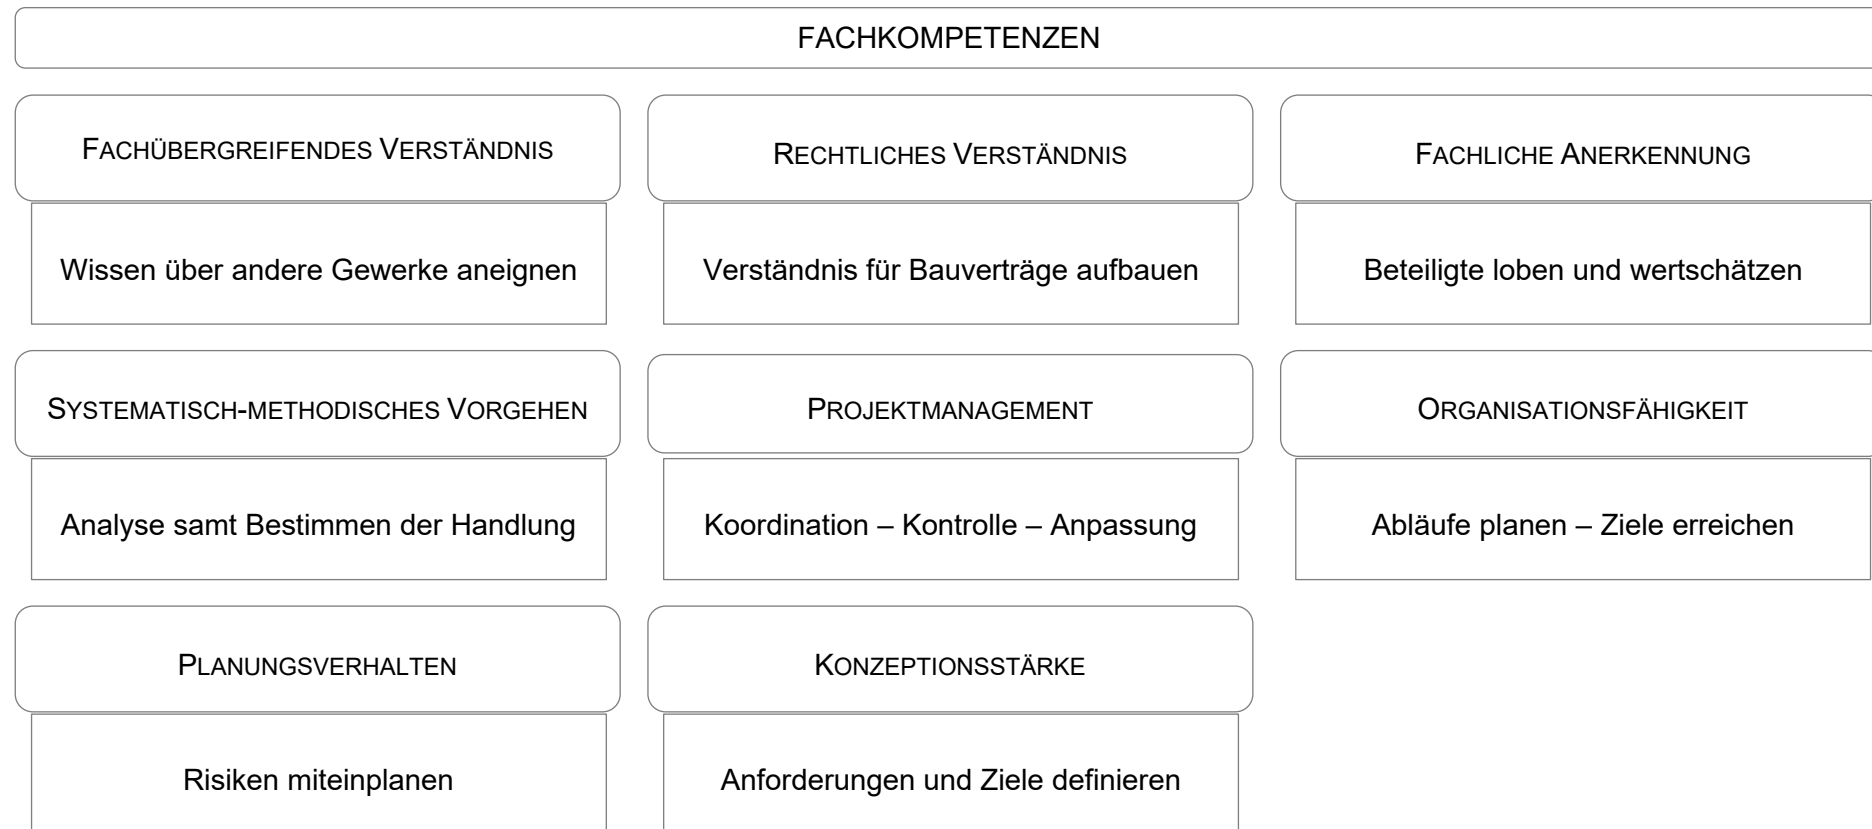 FACHKOMPETENZEN
FACHÜBERGREIFENDES VERSTÄNDNIS
Wissen über andere Gewerke aneignen
RECHTLICHES VERSTÄNDNIS
Verständnis für Bauverträge aufbauen
FACHLICHE ANERKENNUNG
Beteiligte loben und wertschätzen
SYSTEMATISCH-METHODISCHES VORGEHEN
Analyse samt Bestimmen der Handlung
PROJEKTMANAGEMENT
Koordination – Kontrolle – Anpassung
ORGANISATIONSFÄHIGKEIT
Abläufe planen – Ziele erreichen
PLANUNGSVERHALTEN
Risiken miteinplanen
KONZEPTIONSSTÄRKE
Anforderungen und Ziele definieren